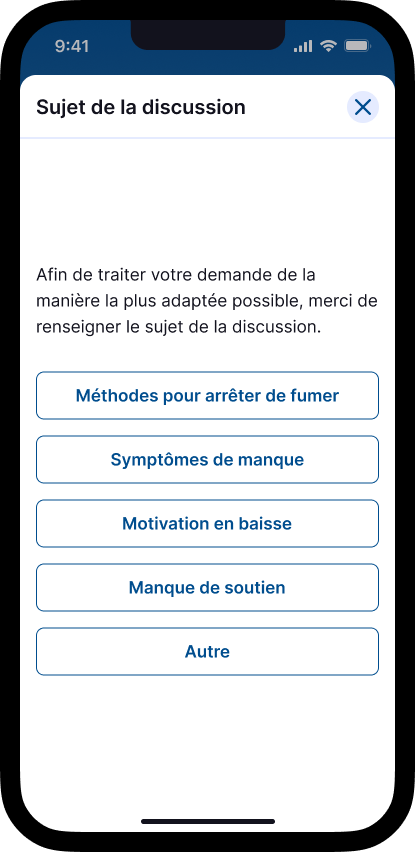 9:41
Sujet de la discussion
Afin de traiter votre demande de la
manière la plus adaptée possible, merci de
renseigner le sujet de la discussion.
Méthodes pour arrêter de fumer
Symptômes de manque
Motivation en baisse
Manque de soutien
Autre